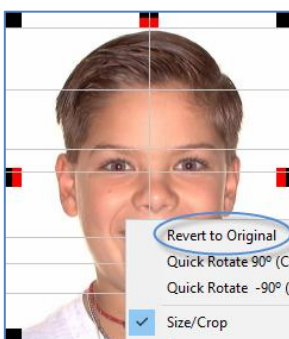 Revert to Original
Quick Rotate 90º (C
Quick Rotate -90º (
Size/Crop